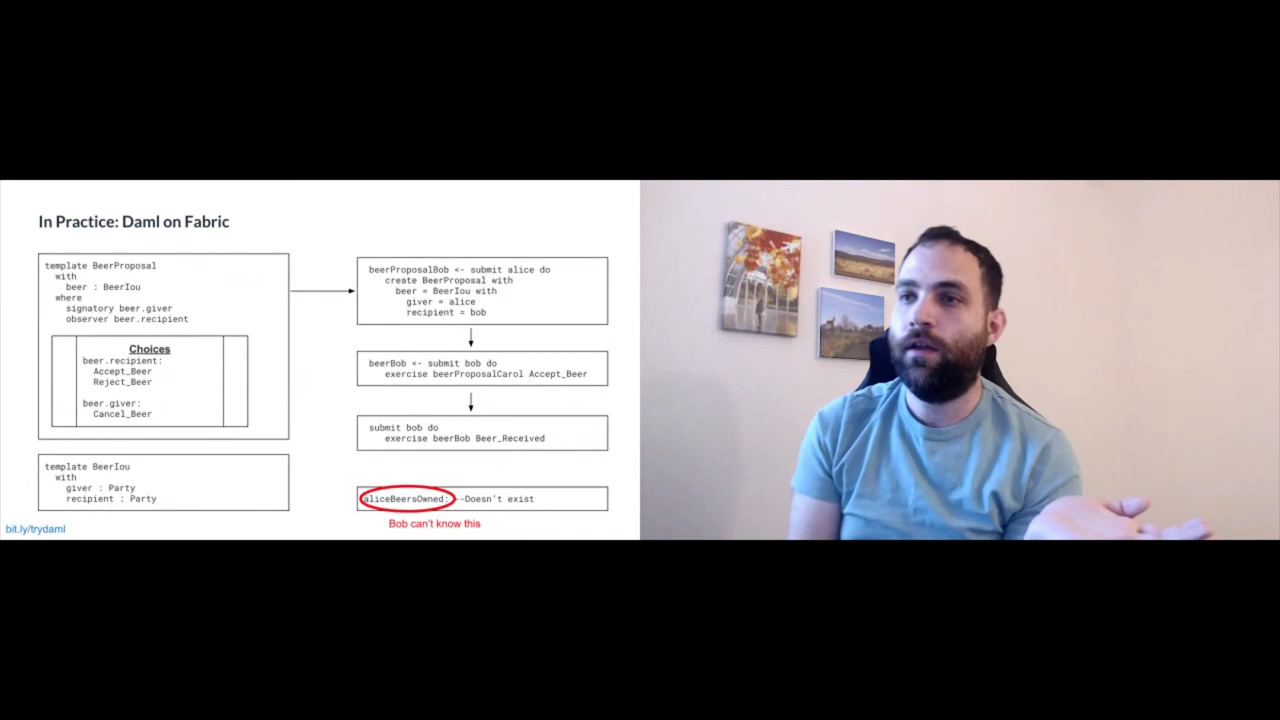 In Practice: Daml on Fabric
template BeerProposal
with
beer : BeerIou
where
signatory beer.giver
observer beer.recipient
Choices
beer.recipient:
Accept_Beer
Reject_Beer
beer.giver:
Cancel_Beer
template BeerIou
with
giver : Party
recipient : Party
bit.ly/trydaml
beerProposalBob <- submit alice do
create BeerProposal with
beer = BeerIou with
giver = alice
recipient = bob
beerBob <- submit bob do
exercise beerProposalCarol Accept_Beer
submit bob do
exercise beerBob Beer_Received
aliceBeersOwned: --Doesn't exist
Bob can't know this